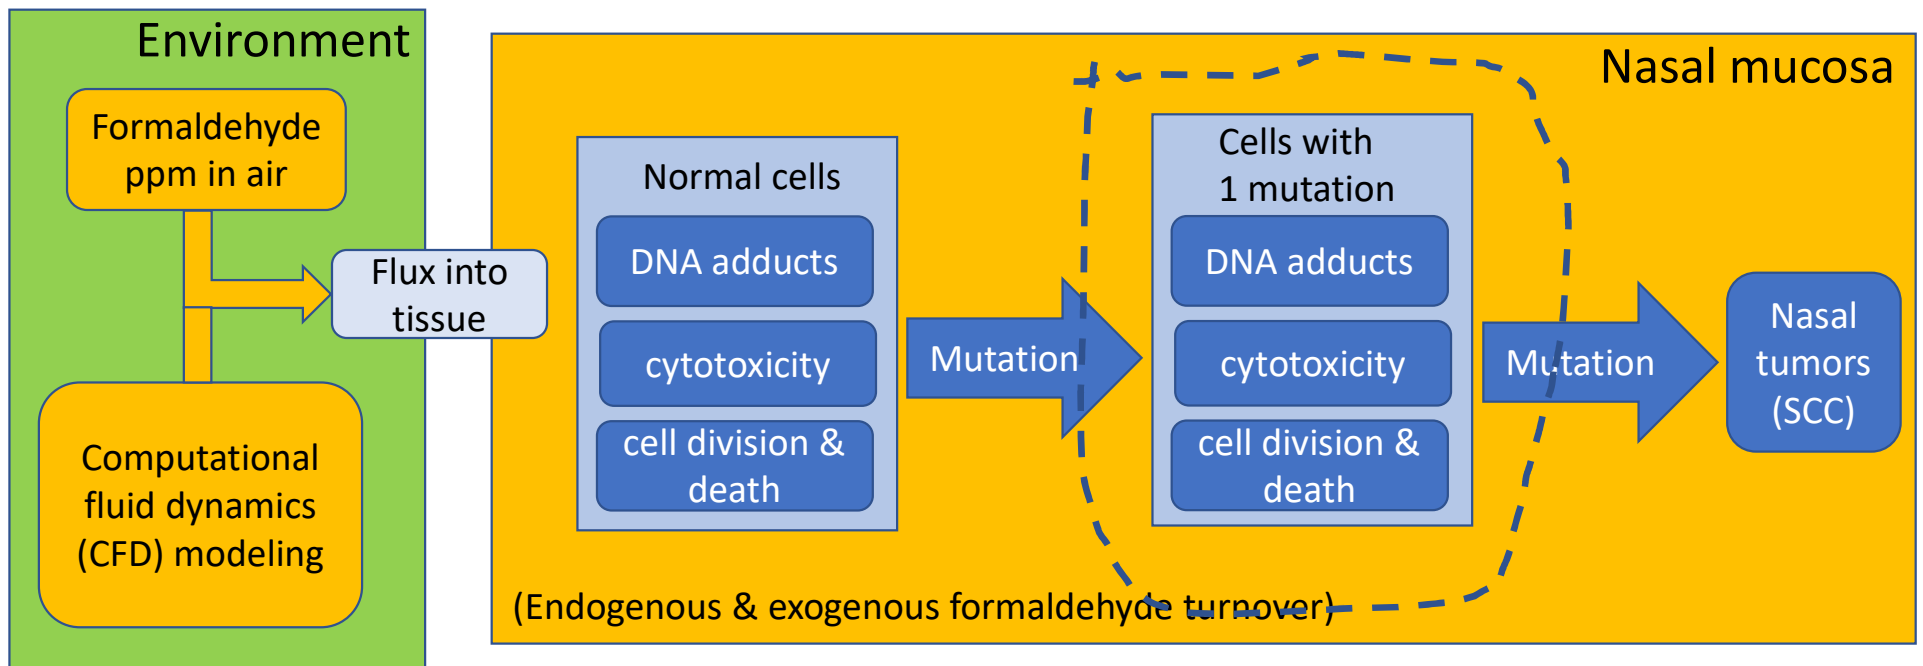 Environment
Formaldehyde
ppm in air
Computational
fluid dynamics
(CFD) modeling
Flux into
tissue
Nasal mucosa
Normal cells
DNA adducts
cytotoxicity
cell division &
death
Mutation
Cells with
1 mutation
DNA adducts
cytotoxicity
cell division &
death
Mutation
Nasal
tumors
(SCC)
(Endogenous & exogenous formaldehyde turnover)